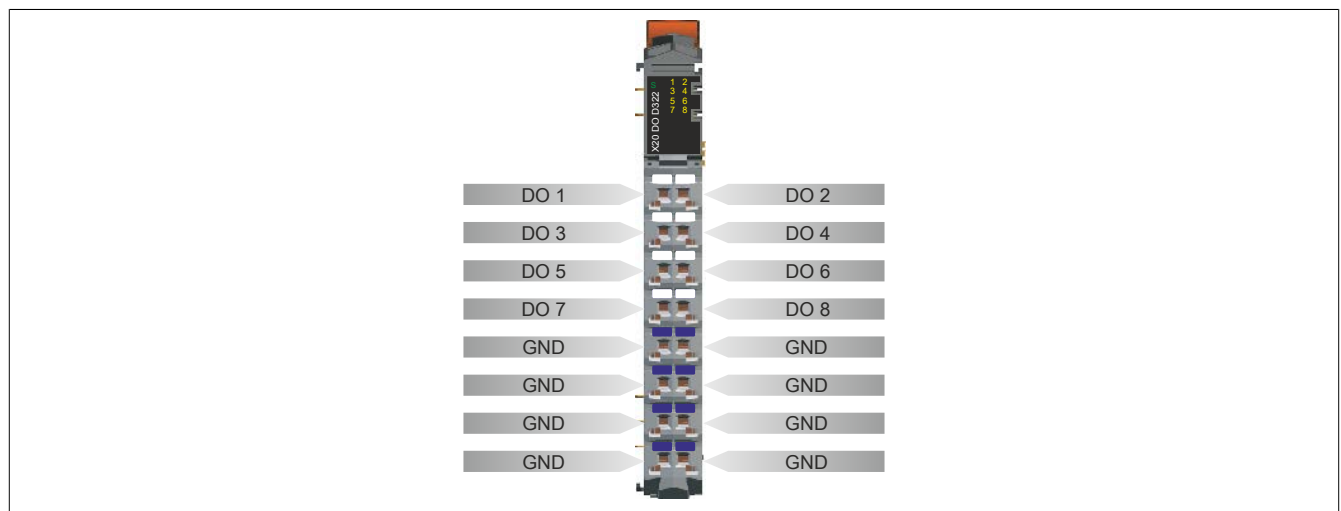 S 1 2
3 4
5 6
7 8
X20 DO D322
DO 1 DO 2
DO 3 DO 4
DO 5 DO 6
DO 7 DO 8
GND GND
GND GND
GND GND
GND GND